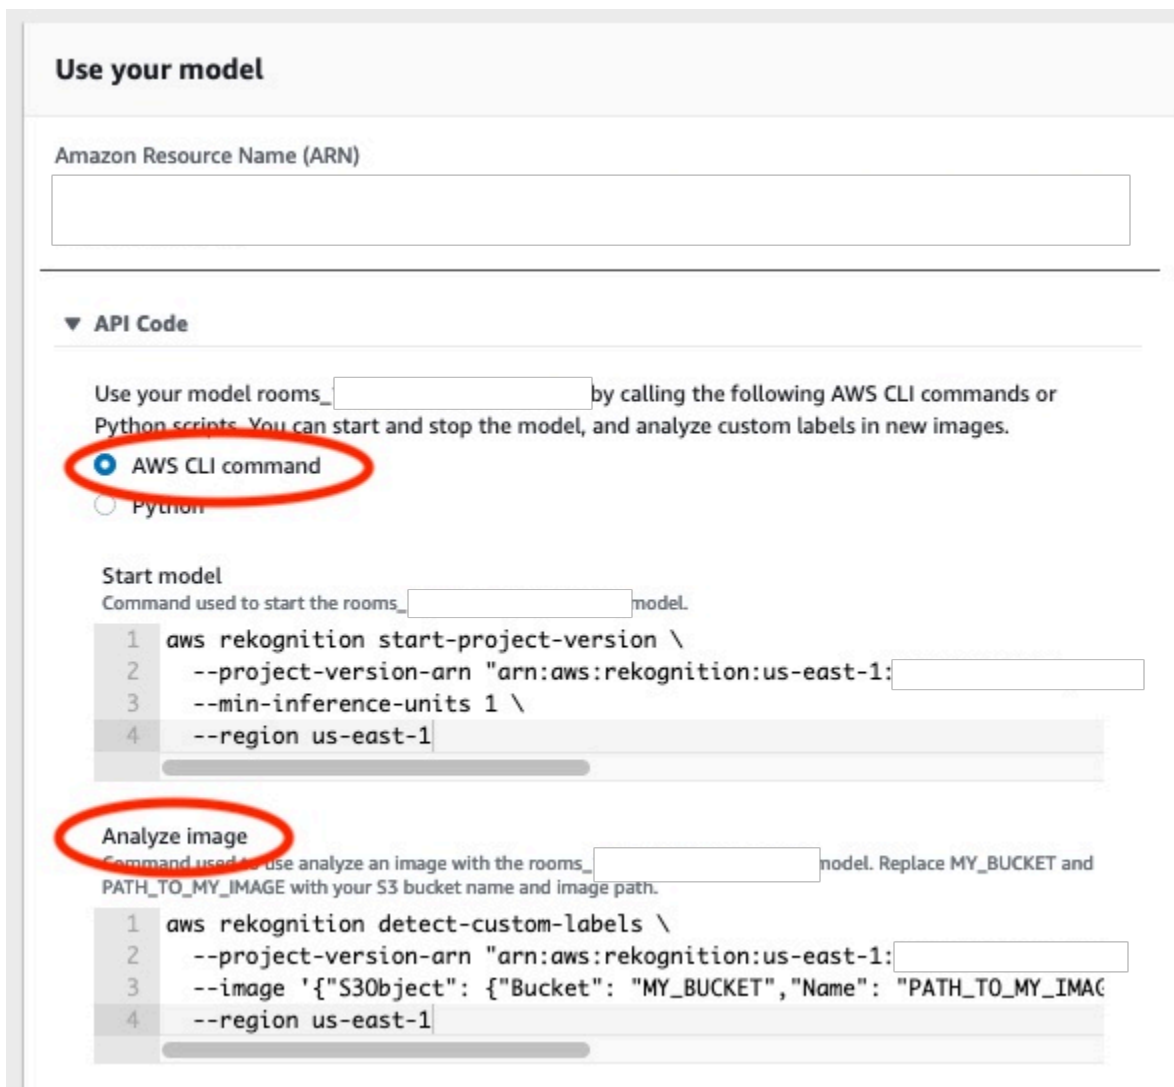 Use your model
Amazon Resource Name (ARN)
▼ API Code
Use your model rooms_ by calling the following AWS CLI commands or
Python scripts. You can start and stop the model, and analyze custom labels in new images.
AWS CLI command
Python
Start model
Command used to start the rooms_ model.
1 aws rekognition start-project-version \
2 --project-version-arn "arn:aws:rekognition:us-east-1:
3 --min-inference-units 1 \
4 --region us-east-1
Analyze image
Command used to use analyze an image with the rooms_ model. Replace MY_BUCKET and
PATH_TO_MY_IMAGE with your S3 bucket name and image path.
1 aws rekognition detect-custom-labels \
2 --project-version-arn "arn:aws:rekognition:us-east-1:
3 --image '{"S3Object": {"Bucket": "MY_BUCKET","Name": "PATH_TO_MY_IMAG
4 --region us-east-1